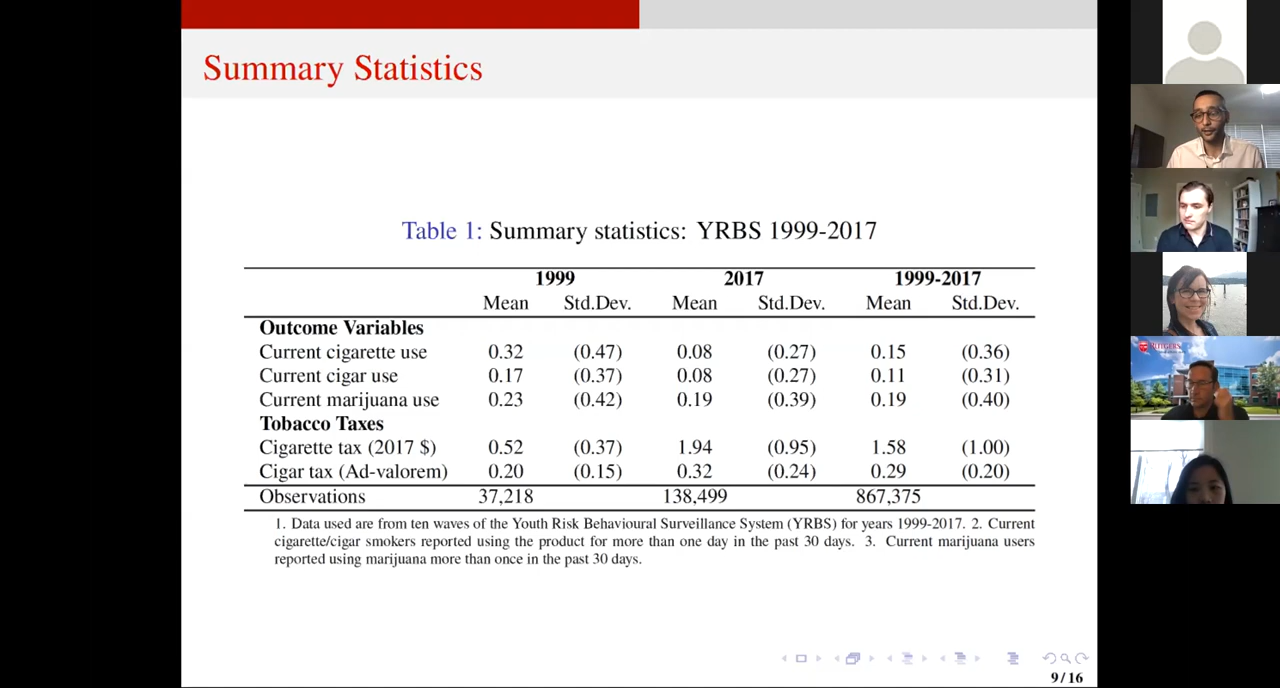 Summary Statistics
Table 1: Summary statistics: YRBS 1999-2017
1999 2017 1999-2017
Mean Std.Dev. Mean Std.Dev. Mean Std.Dev.
Outcome Variables
Current cigarette use 0.32 (0.47) 0.08 (0.27) 0.15 (0.36)
Current cigar use 0.17 (0.37) 0.08 (0.27) 0.11 (0.31)
Current marijuana use 0.23 (0.42) 0.19 (0.39) 0.19 (0.40)
Tobacco Taxes
Cigarette tax (2017 $) 0.52 (0.37) 1.94 (0.95) 1.58 (1.00)
Cigar tax (Ad-valorem) 0.20 (0.15) 0.32 (0.24) 0.29 (0.20)
Observations 37,218 138,499 867,375
1. Data used are from ten waves of the Youth Risk Behavioural Surveillance System (YRBS) for years 1999-2017. 2. Current
cigarette/cigar smokers reported using the product for more than one day in the past 30 days. 3. Current marijuana users
reported using marijuana more than once in the past 30 days.
9/16
RUTGERS